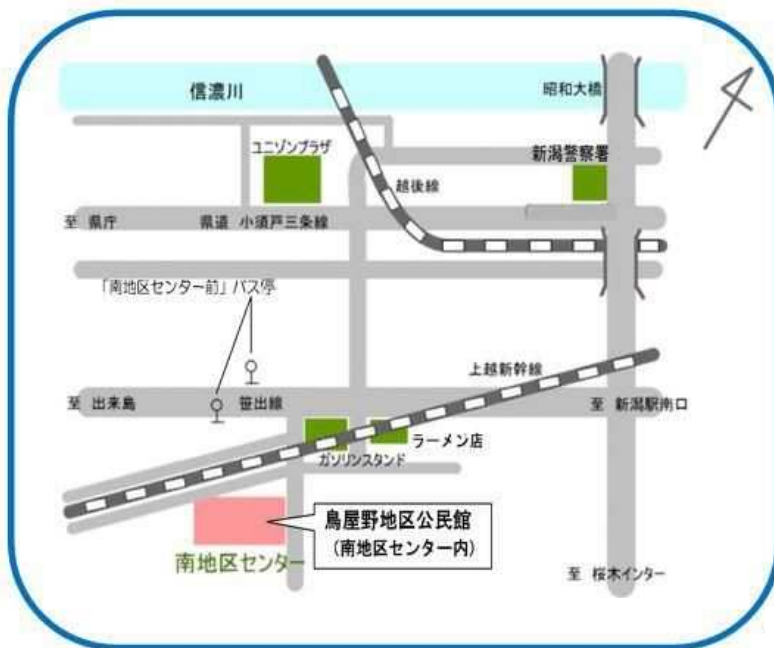 信濃川
昭和大橋
ユニゾンプラザ
新潟警察署
越後線
至 県庁
県道 小須戸三条線
「南地区センター前」バス停
上越新幹線
至 出来島
笹出線
至 新潟駅南口
ラーメン店
ガソリンスタンド
鳥屋野地区公民館
(南地区センター内)
南地区センター
至 桜木インター